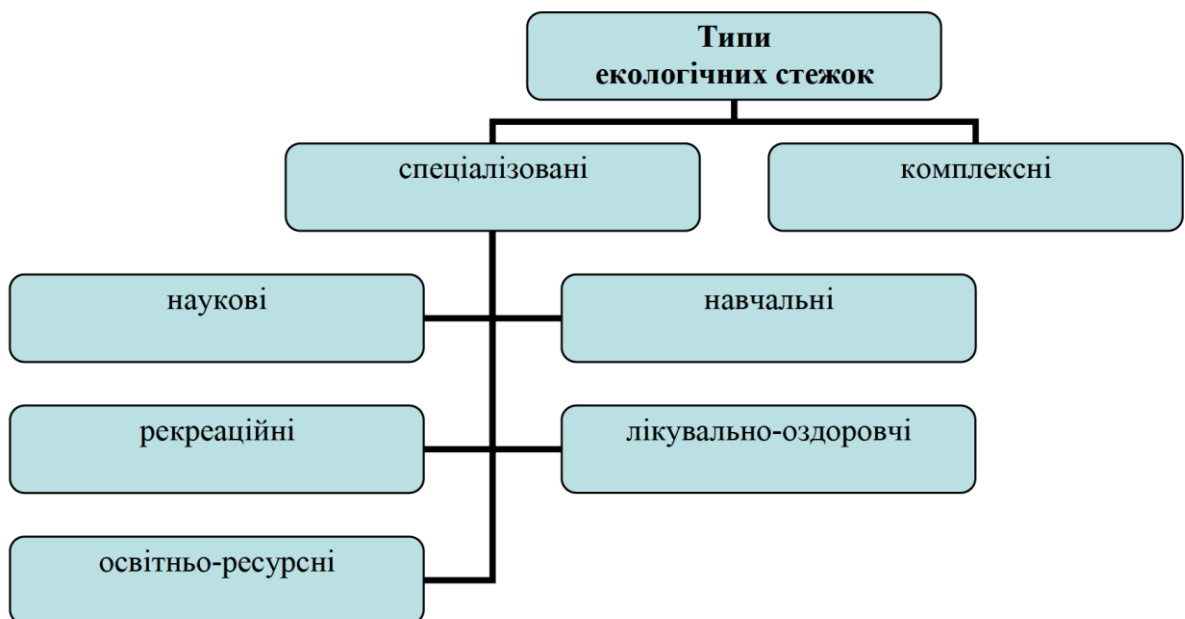 Типи
екологічних стежок
спеціалізовані
комплексні
наукові
навчальні
рекреаційні
лікувально-оздоровчі
освітньо-ресурсні